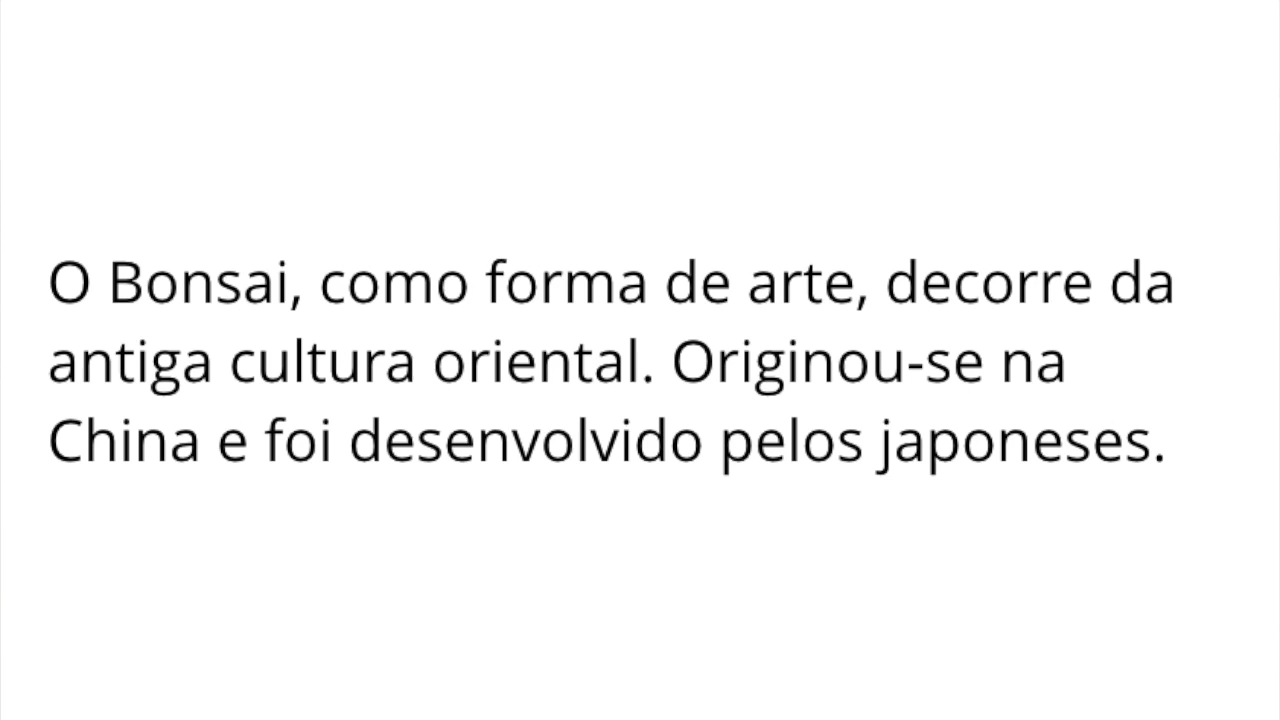 O Bonsai, como forma de arte, decorre da
antiga cultura oriental. Originou-se na
China e foi desenvolvido pelos japoneses.